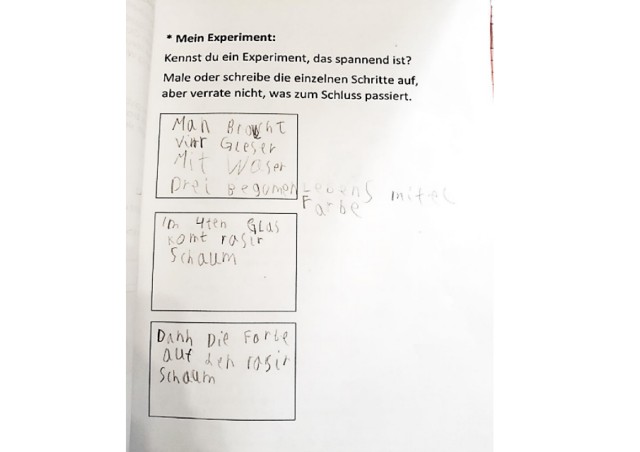 * Mein Experiment:
Kennst du ein Experiment, das spannend ist?
Male oder schreibe die einzelnen Schritte auf,
aber verrate nicht, was zum Schluss passiert.
Man Braucht
Virr Gleser
Mit Waser
Drei Begomen Lebens mitel
Farbe
im 4ten Glas
komt rasir
Schaum
Dann Die Farbe
auf den rasir
Schaum